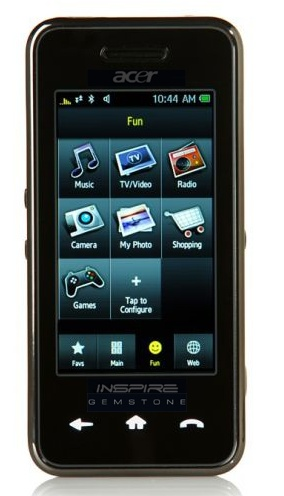 acer
10:44 AM
Fun
TV
Music TV/Video Radio
Camera My Photo Shopping
+
Games Tap to
Configure
Favs Main Fun Web
INSPIRE
GEMSTONE